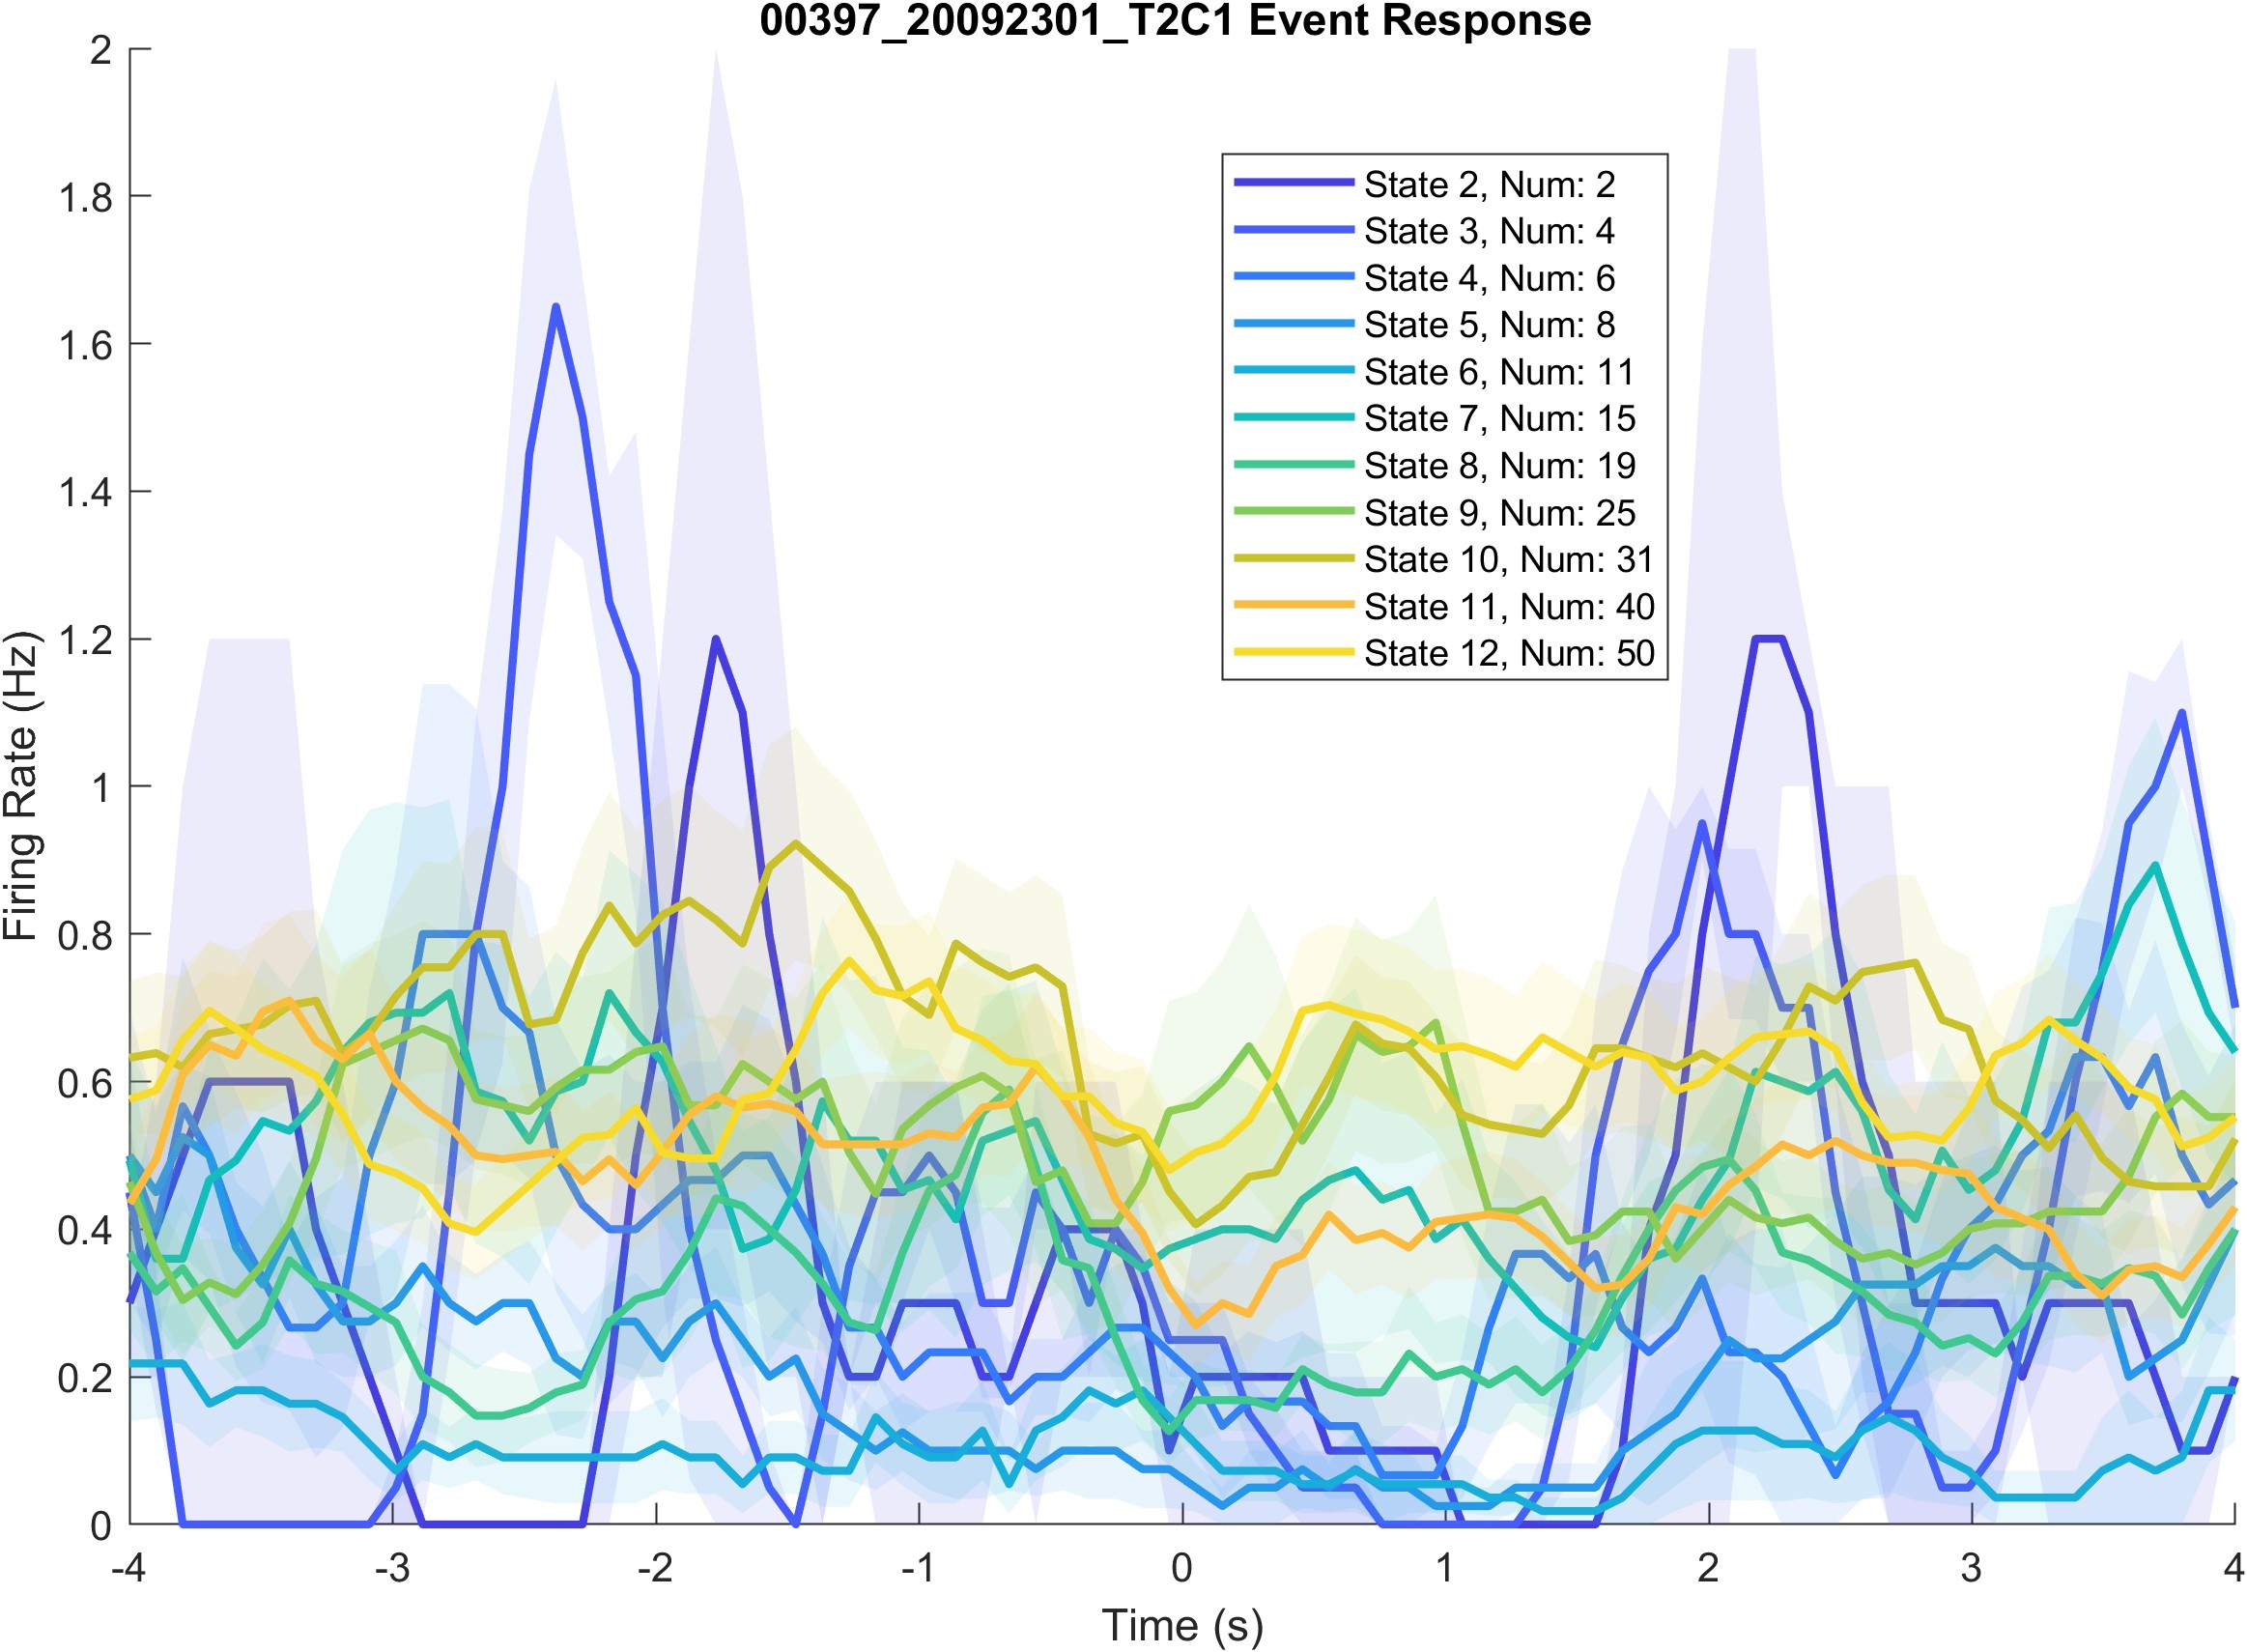 00397_20092301_T2C1 Event Response
2
1.8
1.6
1.4
1.2
1
0.8
0.6
0.4
0.2
0
Firing Rate (Hz)
State 2, Num: 2
State 3, Num: 4
State 4, Num: 6
State 5, Num: 8
State 6, Num: 11
State 7, Num: 15
State 8, Num: 19
State 9, Num: 25
State 10, Num: 31
State 11, Num: 40
State 12, Num: 50
-4 -3 -2 -1 0 1 2 3 4
Time (s)